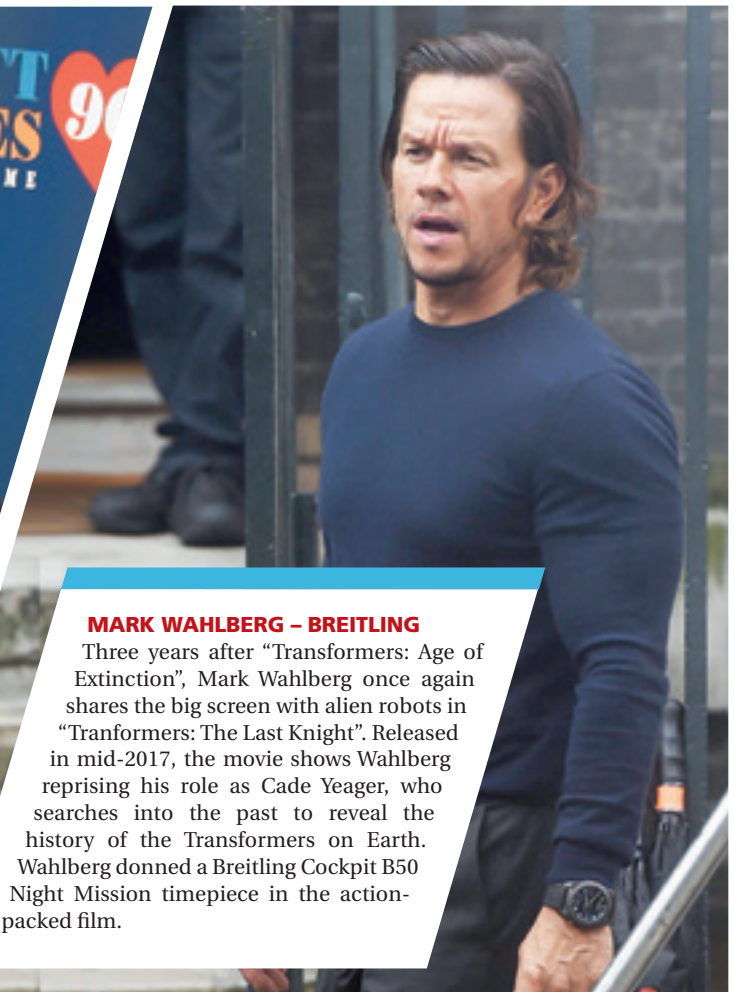 TT
ES
ME
MARK WAHLBERG – BREITLING
Three years after “Transformers: Age of
Extinction”, Mark Wahlberg once again
shares the big screen with alien robots in
“Tranformers: The Last Knight”. Released
in mid-2017, the movie shows Wahlberg
reprising his role as Cade Yeager, who
searches into the past to reveal the
history of the Transformers on Earth.
Wahlberg donned a Breitling Cockpit B50
Night Mission timepiece in the action-
packed film.